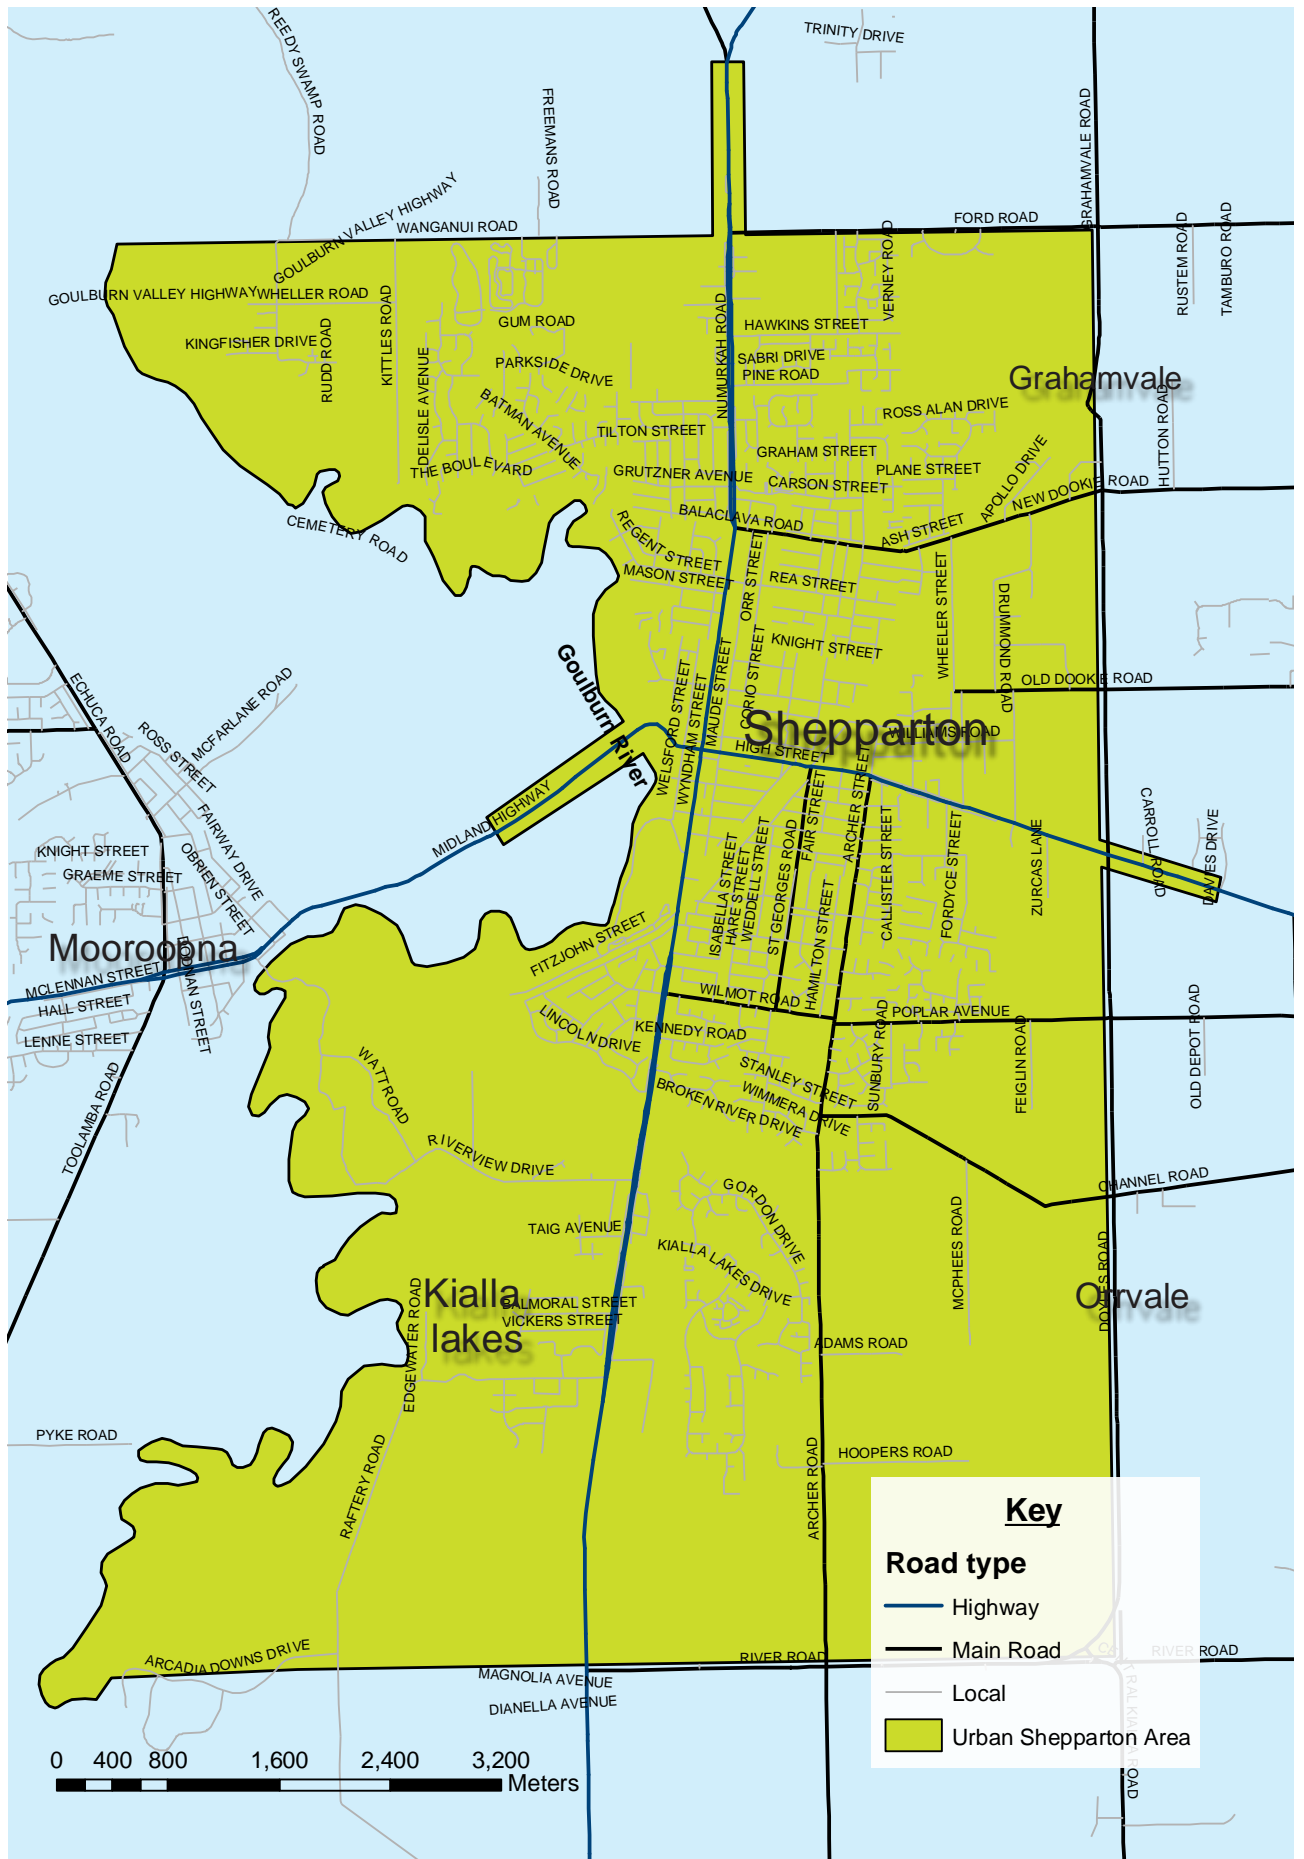 TRINITY DRIVE
REEDY SWAMP ROAD
FREEMANS ROAD
GRAHAMVALE ROAD
GOULBURN VALLEY HIGHWAY
WANGANUI ROAD
FORD ROAD
VERNEY ROAD
RUSTEM ROAD
TAMBURO ROAD
GOULBURN VALLEY HIGHWAY
WHELLER ROAD
KITTLES ROAD
GUM ROAD
NUMURKAH ROAD
HAWKINS STREET
KINGFISHER DRIVE
RUDD ROAD
DELISLE AVENUE
PARKSIDE DRIVE
SABRI DRIVE
PINE ROAD
Grahamvale
BATMAN AVENUE
TILTON STREET
ROSS ALAN DRIVE
HUTTON ROAD
THE BOULEVARD
GRUTZNER AVENUE
GRAHAM STREET
CARSON STREET
PLANE STREET
APOLLO DRIVE
NEW DOOKIE ROAD
CEMETERY ROAD
BALACLAVA ROAD
ASH STREET
REGENT STREET
MASON STREET
ORR STREET
REA STREET
WHEELER STREET
DRUMMOND ROAD
KNIGHT STREET
Goulburn River
WELSFORD STREET
WYNDHAM STREET
MAUDE STREET
CORIO STREET
OLD DOOKIE ROAD
Shepparton
WILLIAMS ROAD
HIGH STREET
ECHUCA ROAD
ROSS STREET
MCFARLANE ROAD
FAIRWAY DRIVE
OBRIEN STREET
KNIGHT STREET
GRAEME STREET
MIDLAND HIGHWAY
ISABELLA STREET
HARE STREET
WEDDELL STREET
ST GEORGES ROAD
FAIR STREET
ARCHER STREET
CALLISTER STREET
FORDYCE STREET
ZURCAS LANE
CARROLL ROAD
DAVIES DRIVE
Mooroopna
MCLENNAN STREET
HALL STREET
LENNE STREET
DOONAN STREET
TOOLAMBA ROAD
FITZJOHN STREET
HAMILTON STREET
WILMOT ROAD
LINCOLN DRIVE
KENNEDY ROAD
POPLAR AVENUE
SUNBURY ROAD
FEIGLIN ROAD
OLD DEPOT ROAD
WATT ROAD
STANLEY STREET
WIMMERA DRIVE
BROKEN RIVER DRIVE
RIVERVIEW DRIVE
GORDON DRIVE
CHANNEL ROAD
MCPHEES ROAD
TAIG AVENUE
KIALLA LAKES DRIVE
DOYLES ROAD
Orrvale
Kialla
lakes
BALMORAL STREET
VICKERS STREET
EDGEWATER ROAD
ADAMS ROAD
PYKE ROAD
RAFTERY ROAD
ARCHER ROAD
HOOPERS ROAD
ARCADIA DOWNS DRIVE
MAGNOLIA AVENUE
DIANELLA AVENUE
RIVER ROAD
RIVER ROAD
CENTRAL KIALLA ROAD
Key
Road type
Highway
Main Road
Local
Urban Shepparton Area
0 400 800 1,600 2,400 3,200
Meters